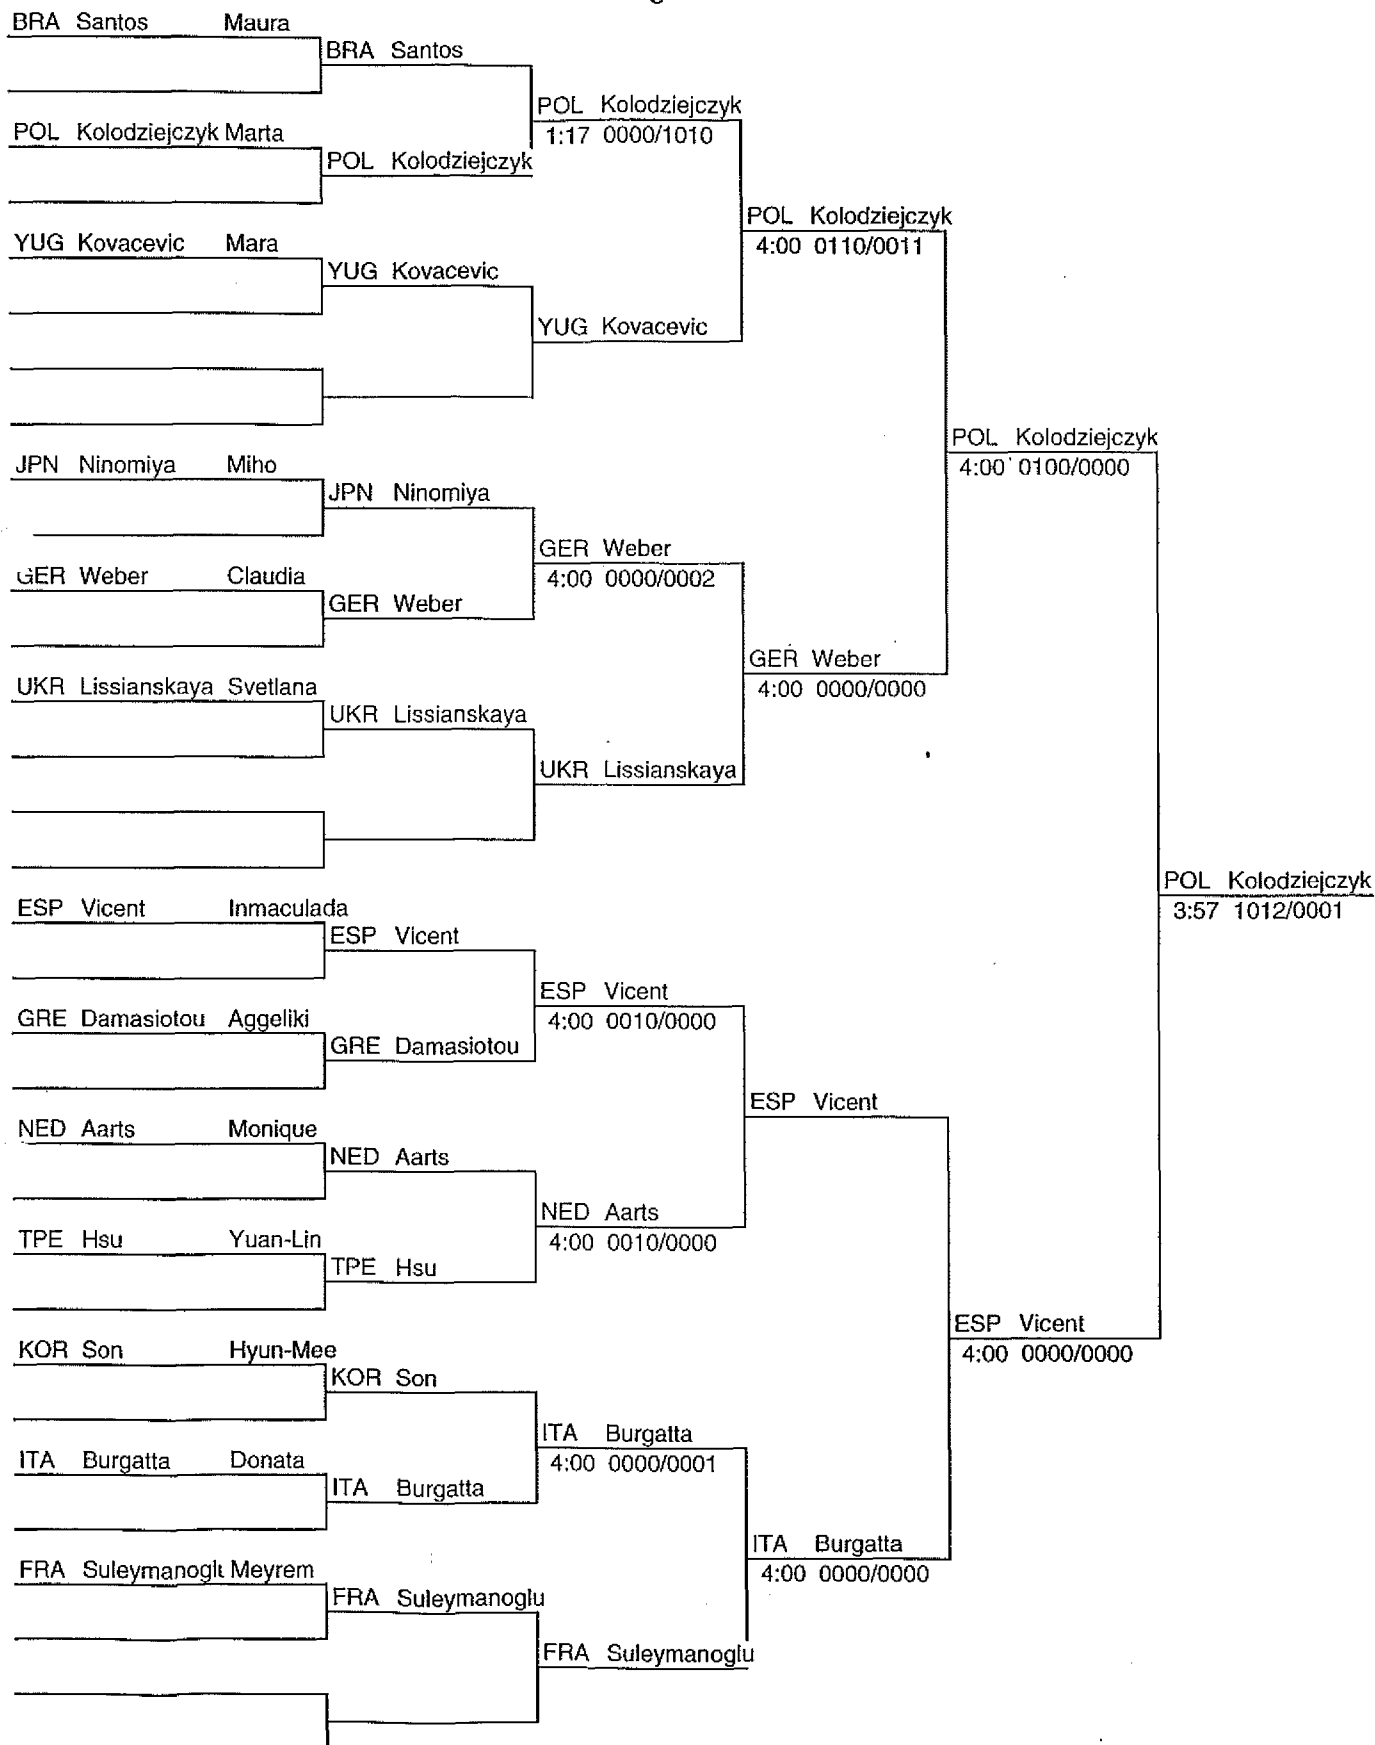 BRA Santos Maura
BRA Santos
POL Kolodziejczyk
1:17 0000/1010
POL Kolodziejczyk Marta
POL Kolodziejczyk
POL Kolodziejczyk
4:00 0110/0011
YUG Kovacevic Mara
YUG Kovacevic
YUG Kovacevic
POL Kolodziejczyk
4:00 0100/0000
JPN Ninomiya Miho
JPN Ninomiya
GER Weber
4:00 0000/0002
GER Weber Claudia
GER Weber
GER Weber
4:00 0000/0000
UKR Lissianskaya Svetlana
UKR Lissianskaya
UKR Lissianskaya
POL Kolodziejczyk
3:57 1012/0001
ESP Vicent Inmaculada
ESP Vicent
ESP Vicent
4:00 0010/0000
GRE Damasiotou Aggeliki
GRE Damasiotou
ESP Vicent
NED Aarts Monique
NED Aarts
NED Aarts
4:00 0010/0000
TPE Hsu Yuan-Lin
TPE Hsu
ESP Vicent
4:00 0000/0000
KOR Son Hyun-Mee
KOR Son
ITA Burgatta
4:00 0000/0001
ITA Burgatta Donata
ITA Burgatta
ITA Burgatta
4:00 0000/0000
FRA Suleymanoglu Meyrem
FRA Suleymanoglu
FRA Suleymanoglu